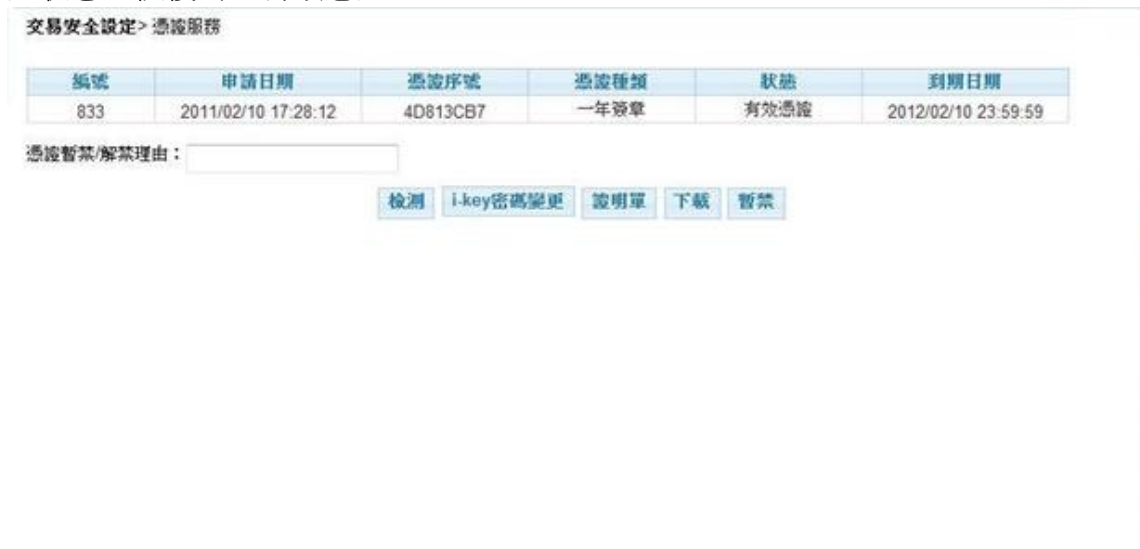 交易安全設定> 憑證服務
編號 申請日期 憑證序號 憑證種類 狀態 到期日期
833 2011/02/10 17:28:12 4D813CB7 一年簽章 有效憑證 2012/02/10 23:59:59
憑證暫禁/解禁理由：
檢測 i-key密碼變更 證明單 下載 暫禁